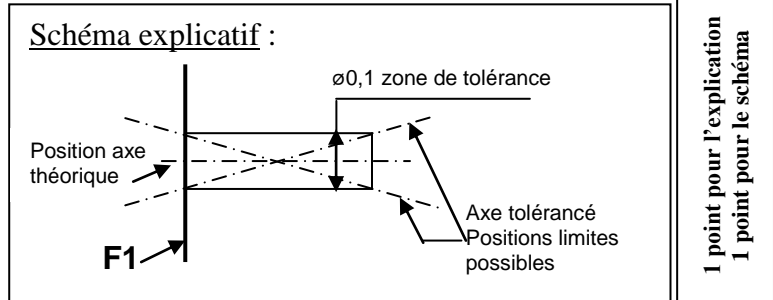 Schéma explicatif :
ø0,1 zone de tolérance
Position axe
théorique
Axe tolérancé
Positions limites
possibles
F1
1 point pour l’explication
1 point pour le schéma